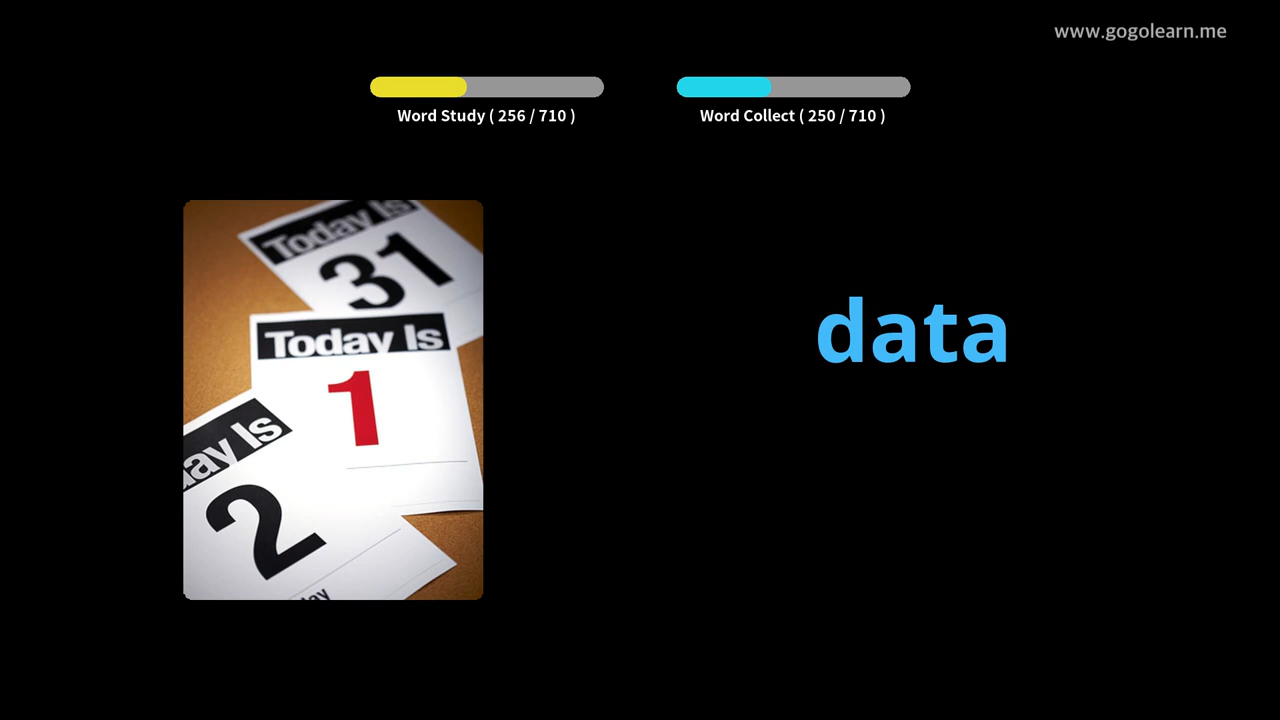 www.gogolearn.me
Word Study ( 256 / 710 )
Word Collect ( 250 / 710 )
Today Is
31
Today Is
1
data
ay Is
2
ay